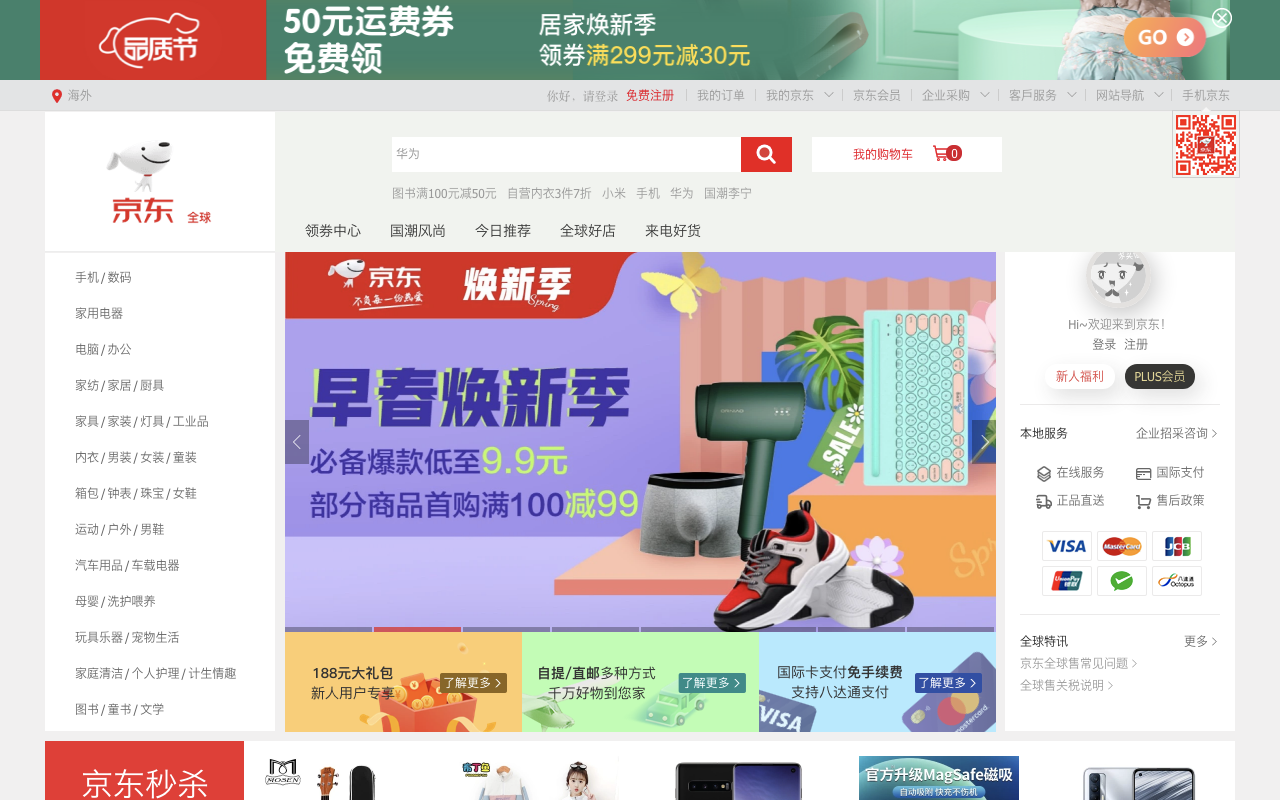 品质节
50元运费券
免费领
居家焕新季
领券满299元减30元
GO
海外
你好，请登录 免费注册
我的订单
我的京东
京东会员
企业采购
客戶服务
网站导航
手机京东
京东 全球
华为
我的购物车 0
图书满100元减50元 自营内衣3件7折 小米 手机 华为 国潮李宁
领券中心 国潮风尚 今日推荐 全球好店 来电好货
手机 / 数码
家用电器
电脑 / 办公
家纺 / 家居 / 厨具
家具 / 家装 / 灯具 / 工业品
内衣 / 男装 / 女装 / 童装
箱包 / 钟表 / 珠宝 / 女鞋
运动 / 户外 / 男鞋
汽车用品 / 车载电器
母婴 / 洗护喂养
玩具乐器 / 宠物生活
家庭清洁 / 个人护理 / 计生情趣
图书 / 童书 / 文学
京东
不负每一份热爱
焕新季
Spring
早春焕新季
必备爆款低至9.9元
部分商品首购满100减99
SALE
188元大礼包
新人用户专享
了解更多
自提/直邮多种方式
千万好物到您家
了解更多
国际卡支付免手续费
支持八达通支付
了解更多
VISA
mastercard
Hi~欢迎来到京东！
登录 注册
新人福利
PLUS会员
本地服务
企业招采咨询
在线服务
国际支付
正品直送
售后政策
VISA
MasterCard
JCB
UnionPay
银联
八达通
Octopus
全球特讯
更多
京东全球售常见问题
全球售关税说明
京东秒杀
MOSEN
布丁堡
官方升级MagSafe磁吸
自动吸附 快充不伤机